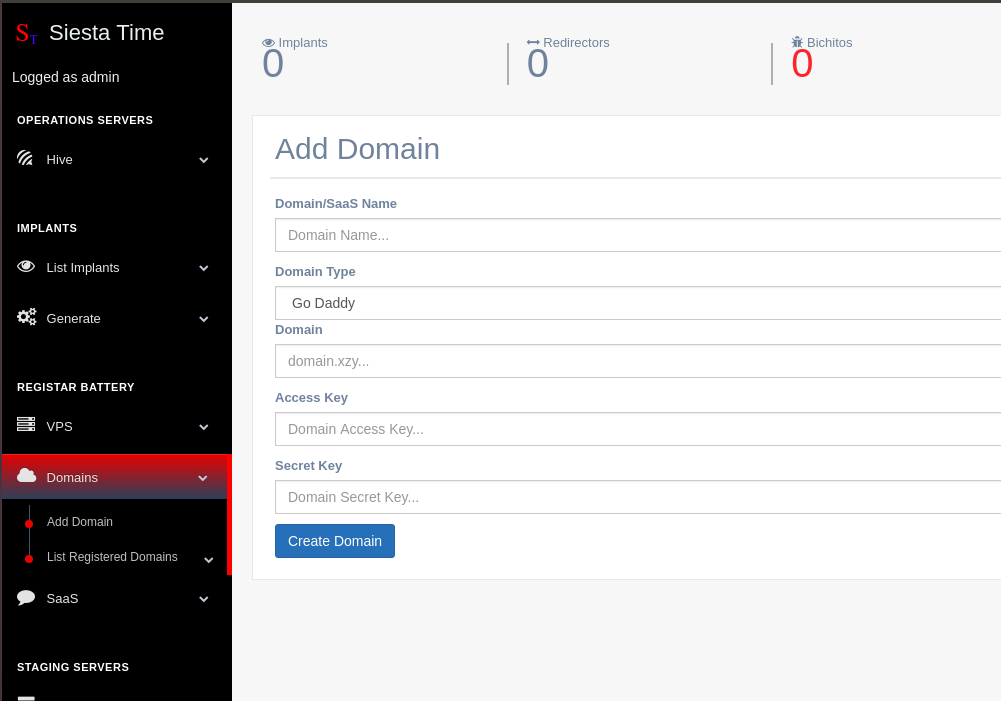 ST Siesta Time
Logged as admin
OPERATIONS SERVERS
Hive
IMPLANTS
List Implants
Generate
REGISTAR BATTERY
VPS
Domains
Add Domain
List Registered Domains
SaaS
STAGING SERVERS
Implants
0
Redirectors
0
Bichitos
0
Add Domain
Domain/SaaS Name
Domain Name...
Domain Type
Go Daddy
Domain
domain.xzy...
Access Key
Domain Access Key...
Secret Key
Domain Secret Key...
Create Domain